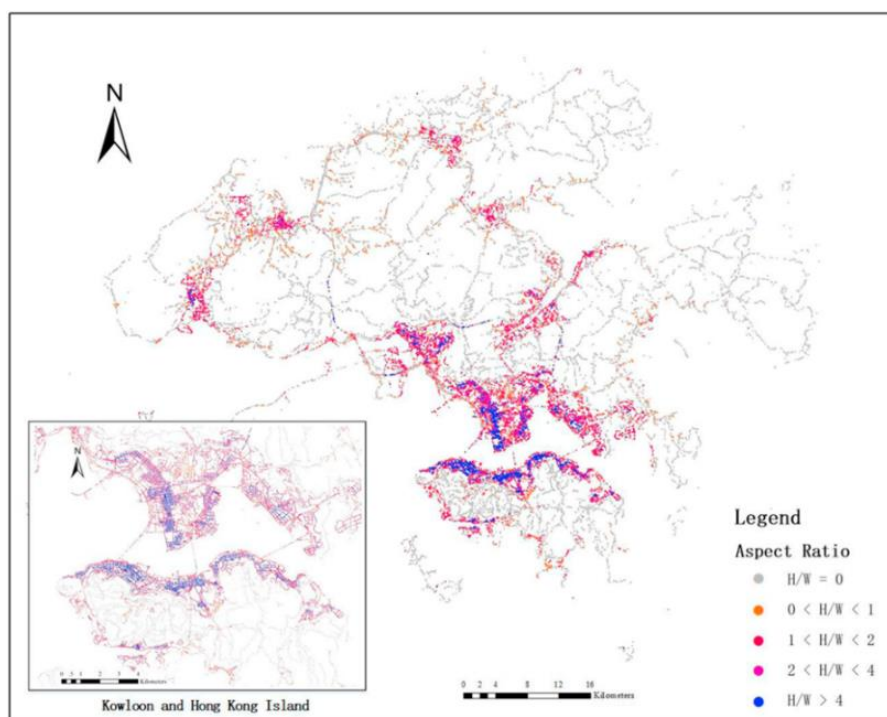 N
N
Legend
Aspect Ratio
H/W = 0
0 < H/W < 1
1 < H/W < 2
2 < H/W < 4
H/W > 4
0 2 4 8 12 16
Kilometers
Kilometers
Kowloon and Hong Kong Island